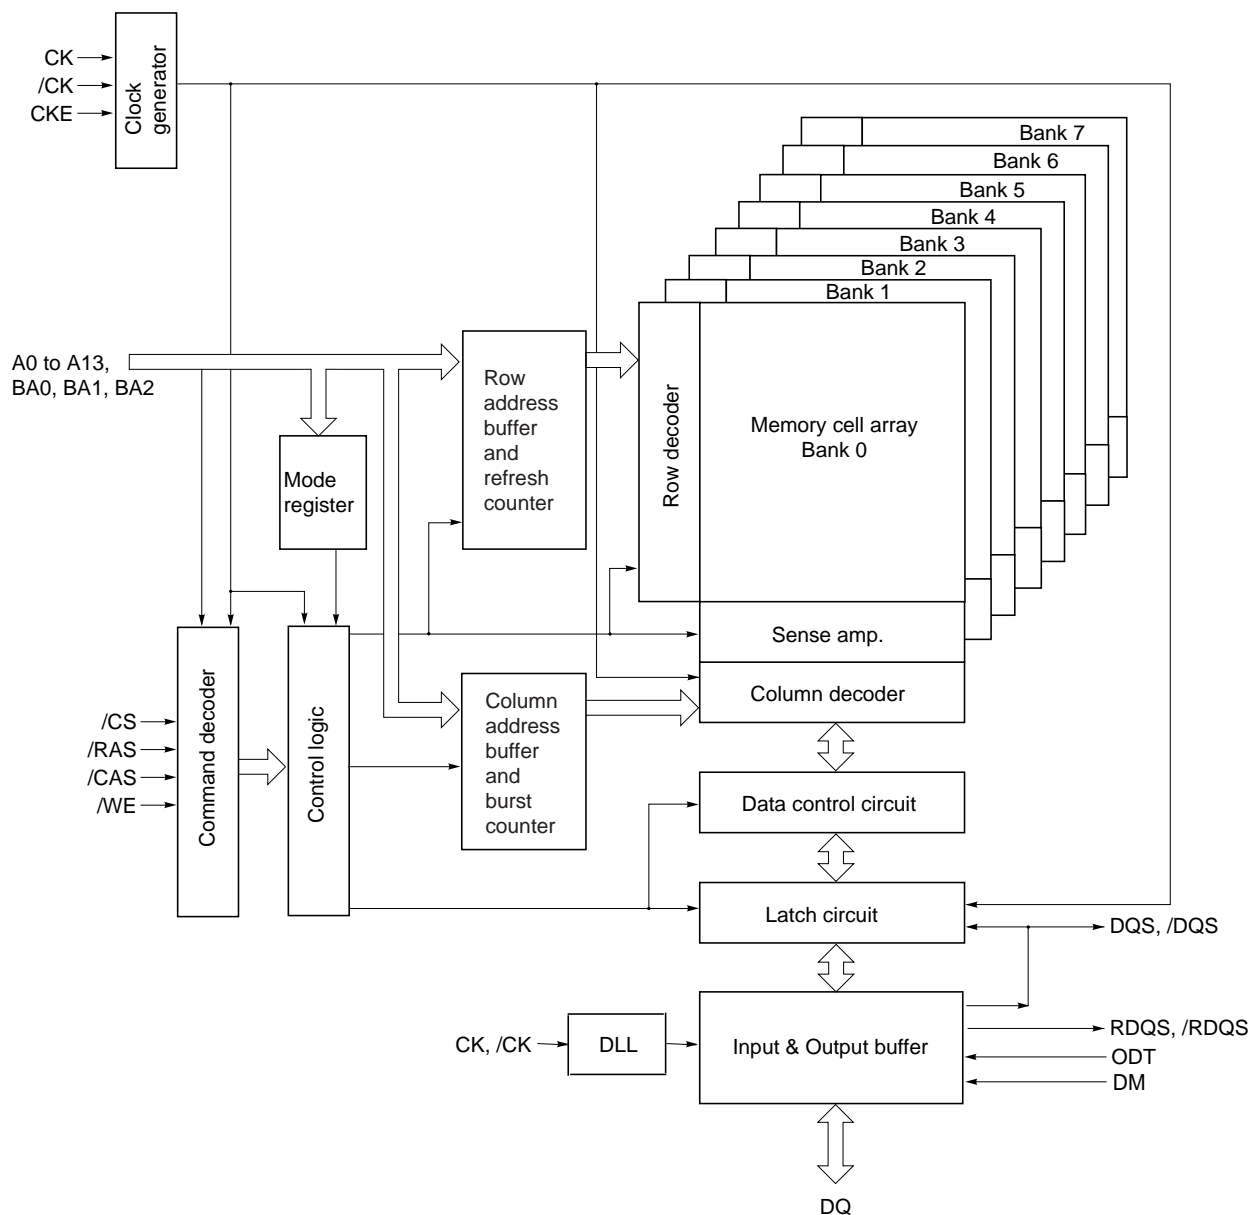 CK
/CK
CKE
Clock
generator
Bank 7
Bank 6
Bank 5
Bank 4
Bank 3
Bank 2
Bank 1
A0 to A13,
BA0, BA1, BA2
Mode
register
Row
address
buffer
and
refresh
counter
Row decoder
Memory cell array
Bank 0
Sense amp.
Column decoder
/CS
/RAS
/CAS
/WE
Command decoder
Control logic
Column
address
buffer
and
burst
counter
Data control circuit
Latch circuit
DQS, /DQS
CK, /CK
DLL
Input & Output buffer
RDQS, /RDQS
ODT
DM
DQ